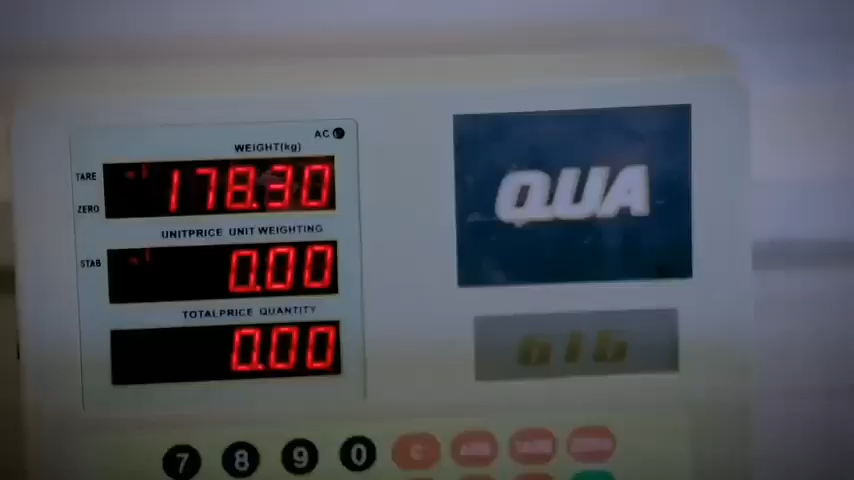 AC
WEIGHT(kg)
TARE
178.30
ZERO
UNITPRICE UNIT WEIGHTING
STAB
0.00
TOTALPRICE QUANTITY
0.00
QUA
616
7 8 9 0 C